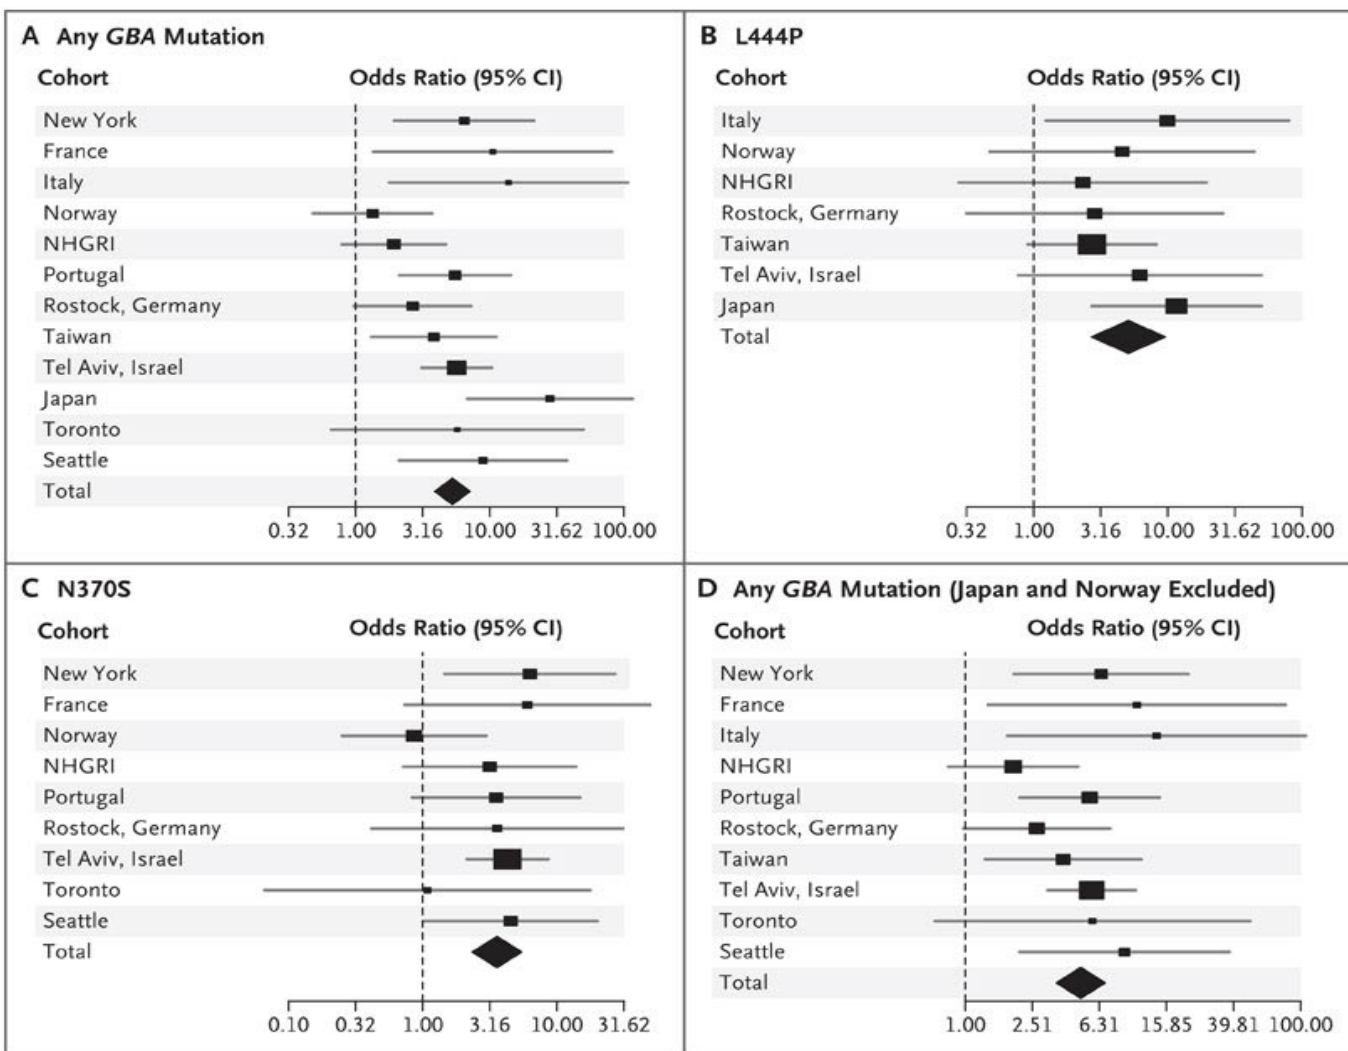 A Any GBA Mutation
Cohort Odds Ratio (95% CI)
New York
France
Italy
Norway
NHGRI
Portugal
Rostock, Germany
Taiwan
Tel Aviv, Israel
Japan
Toronto
Seattle
Total
0.32 1.00 3.16 10.00 31.62 100.00
B L444P
Cohort Odds Ratio (95% CI)
Italy
Norway
NHGRI
Rostock, Germany
Taiwan
Tel Aviv, Israel
Japan
Total
0.32 1.00 3.16 10.00 31.62 100.00
C N370S
Cohort Odds Ratio (95% CI)
New York
France
Norway
NHGRI
Portugal
Rostock, Germany
Tel Aviv, Israel
Toronto
Seattle
Total
0.10 0.32 1.00 3.16 10.00 31.62
D Any GBA Mutation (Japan and Norway Excluded)
Cohort Odds Ratio (95% CI)
New York
France
Italy
NHGRI
Portugal
Rostock, Germany
Taiwan
Tel Aviv, Israel
Toronto
Seattle
Total
1.00 2.51 6.31 15.85 39.81 100.00